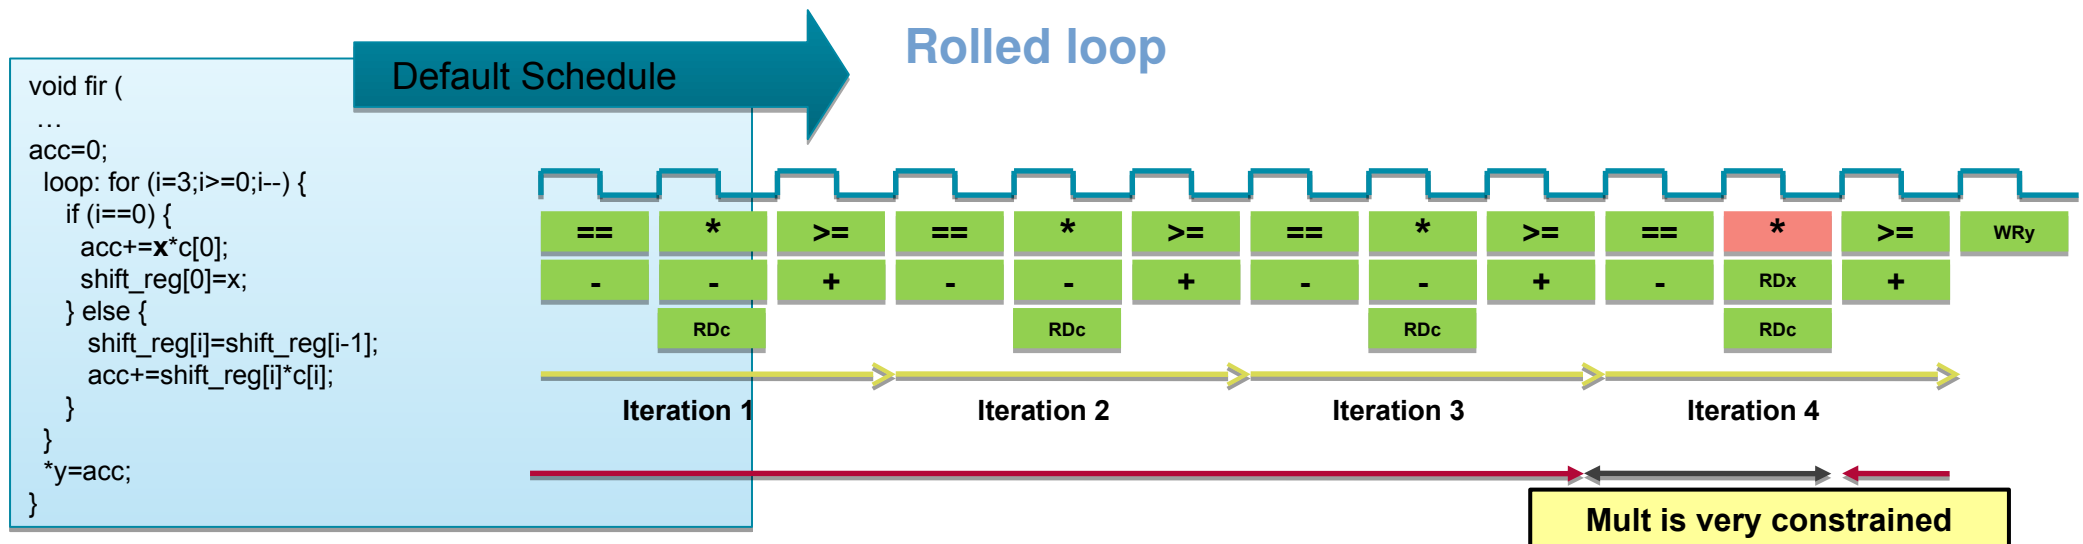 Rolled loop
Default Schedule
void fir (
…
acc=0;
loop: for (i=3;i>=0;i--) {
if (i==0) {
acc+=x*c[0];
shift_reg[0]=x;
} else {
shift_reg[i]=shift_reg[i-1];
acc+=shift_reg[i]*c[i];
}
}
*y=acc;
}
== * >= == * >= == * >= == * >= WRy
- - + - - + - - + - RDx +
RDc RDc RDc RDc
Iteration 1 Iteration 2 Iteration 3 Iteration 4
Mult is very constrained